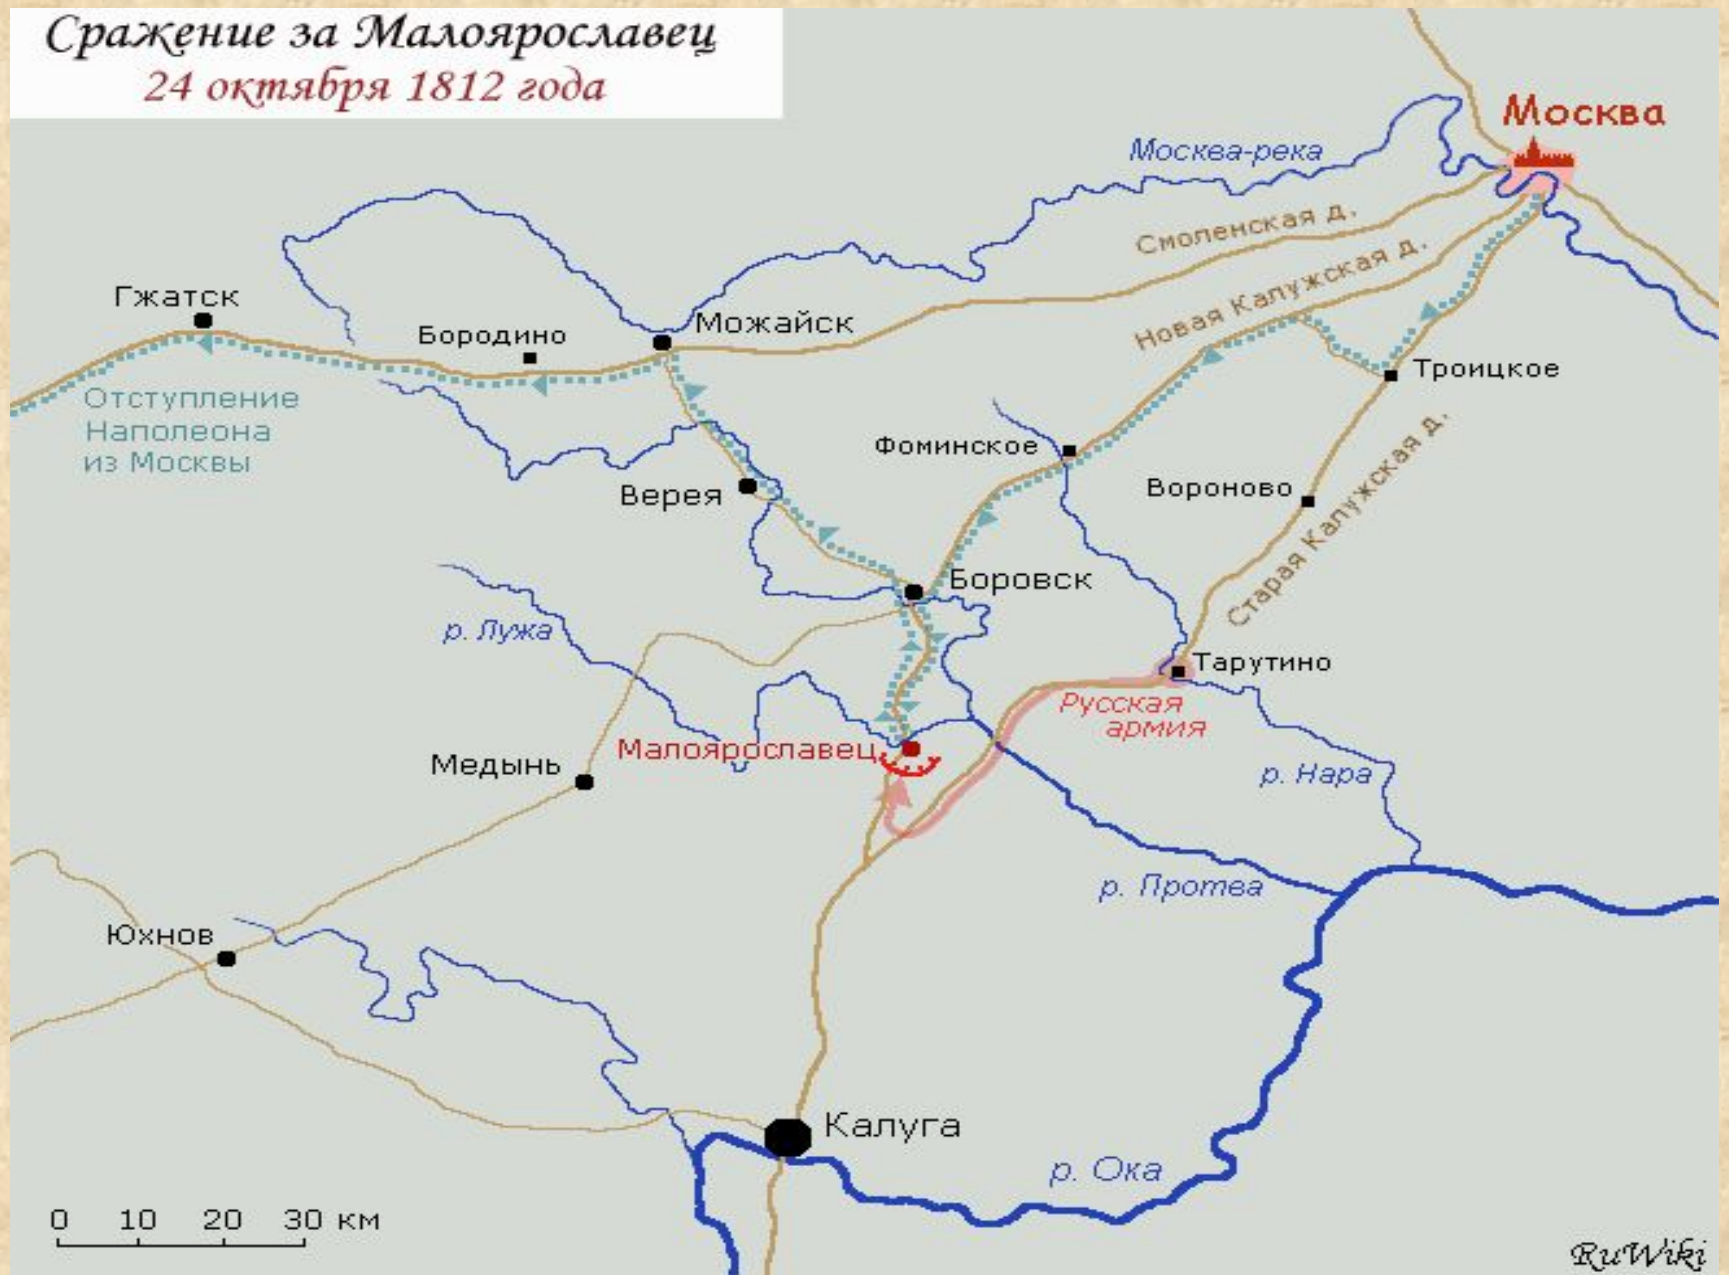 Сражение за Малоярославец
24 октября 1812 года
Москва
Москва-река
Смоленская д.
Новая Калужская д.
Гжатск
Бородино
Можайск
Троицкое
Отступление
Наполеона
из Москвы
Фоминское
Верея
Вороново
Старая Калужская д.
Боровск
р. Лужа
Тарутино
Русская
армия
Малоярославец
Медынь
р. Нара
р. Протва
Юхнов
Калуга
р. Ока
0 10 20 30 км
RuWiki